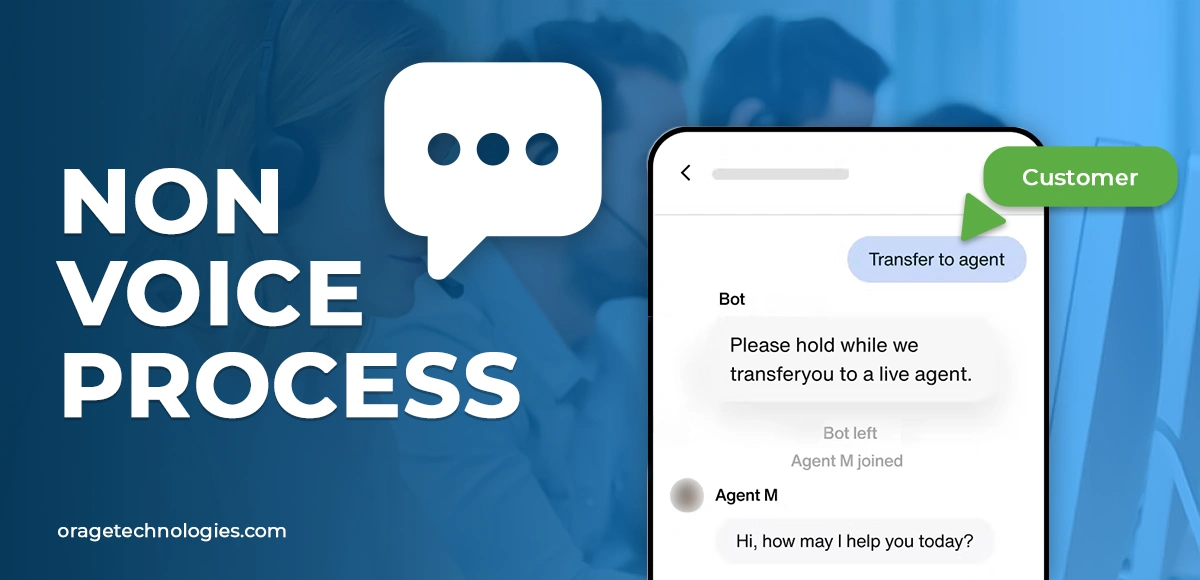 NON
VOICE
PROCESS
oragetechnologies.com
Customer
Transfer to agent
Bot
Please hold while we
transferyou to a live agent.
Bot left
Agent M joined
Agent M
Hi, how may I help you today?